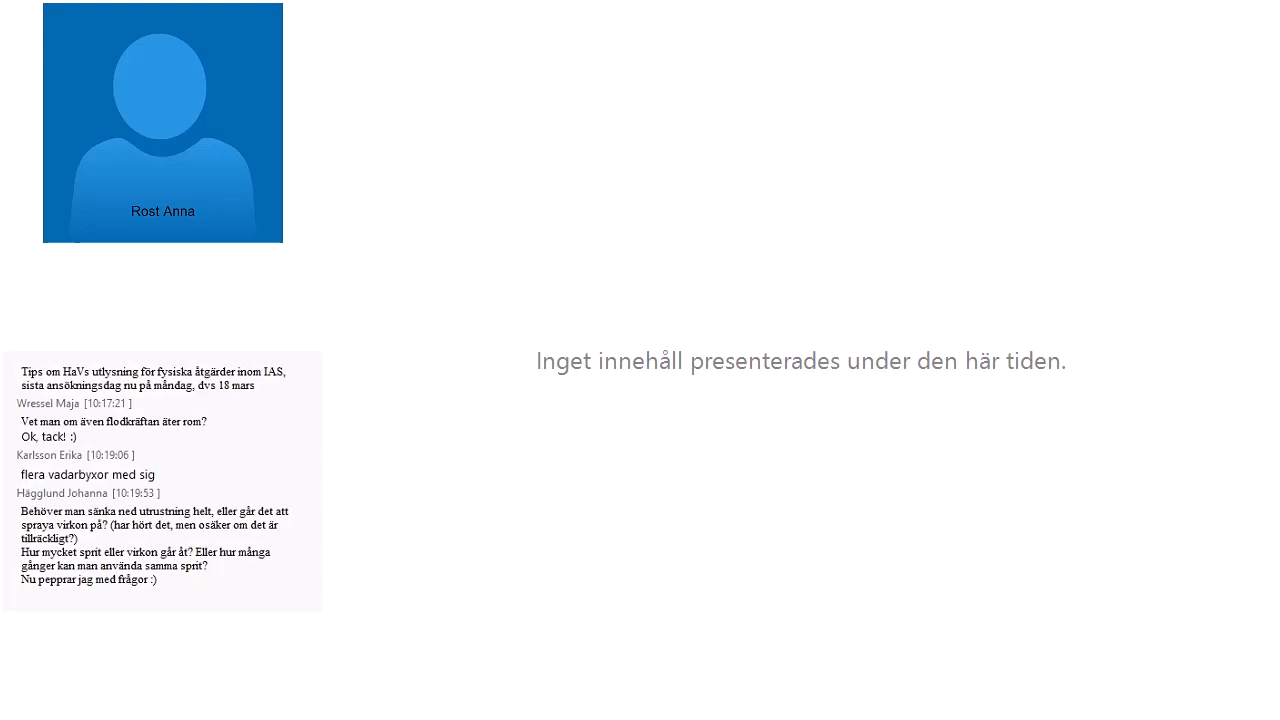 Rost Anna
Tips om HaVs utlysning för fysiska åtgärder inom IAS,
sista ansökningsdag nu på måndag, dvs 18 mars
Wressel Maja [10:17:21 ]
Vet man om även flodkräftan äter rom?
Ok, tack! :)
Karlsson Erika [10:19:06 ]
flera vadarbyxor med sig
Hägglund Johanna [10:19:53 ]
Behöver man sänka ned utrustning helt, eller går det att
spraya virkon på? (har hört det, men osäker om det är
tillräckligt?)
Hur mycket sprit eller virkon går åt? Eller hur många
gånger kan man använda samma sprit?
Nu pepprar jag med frågor :)
Inget innehåll presenterades under den här tiden.